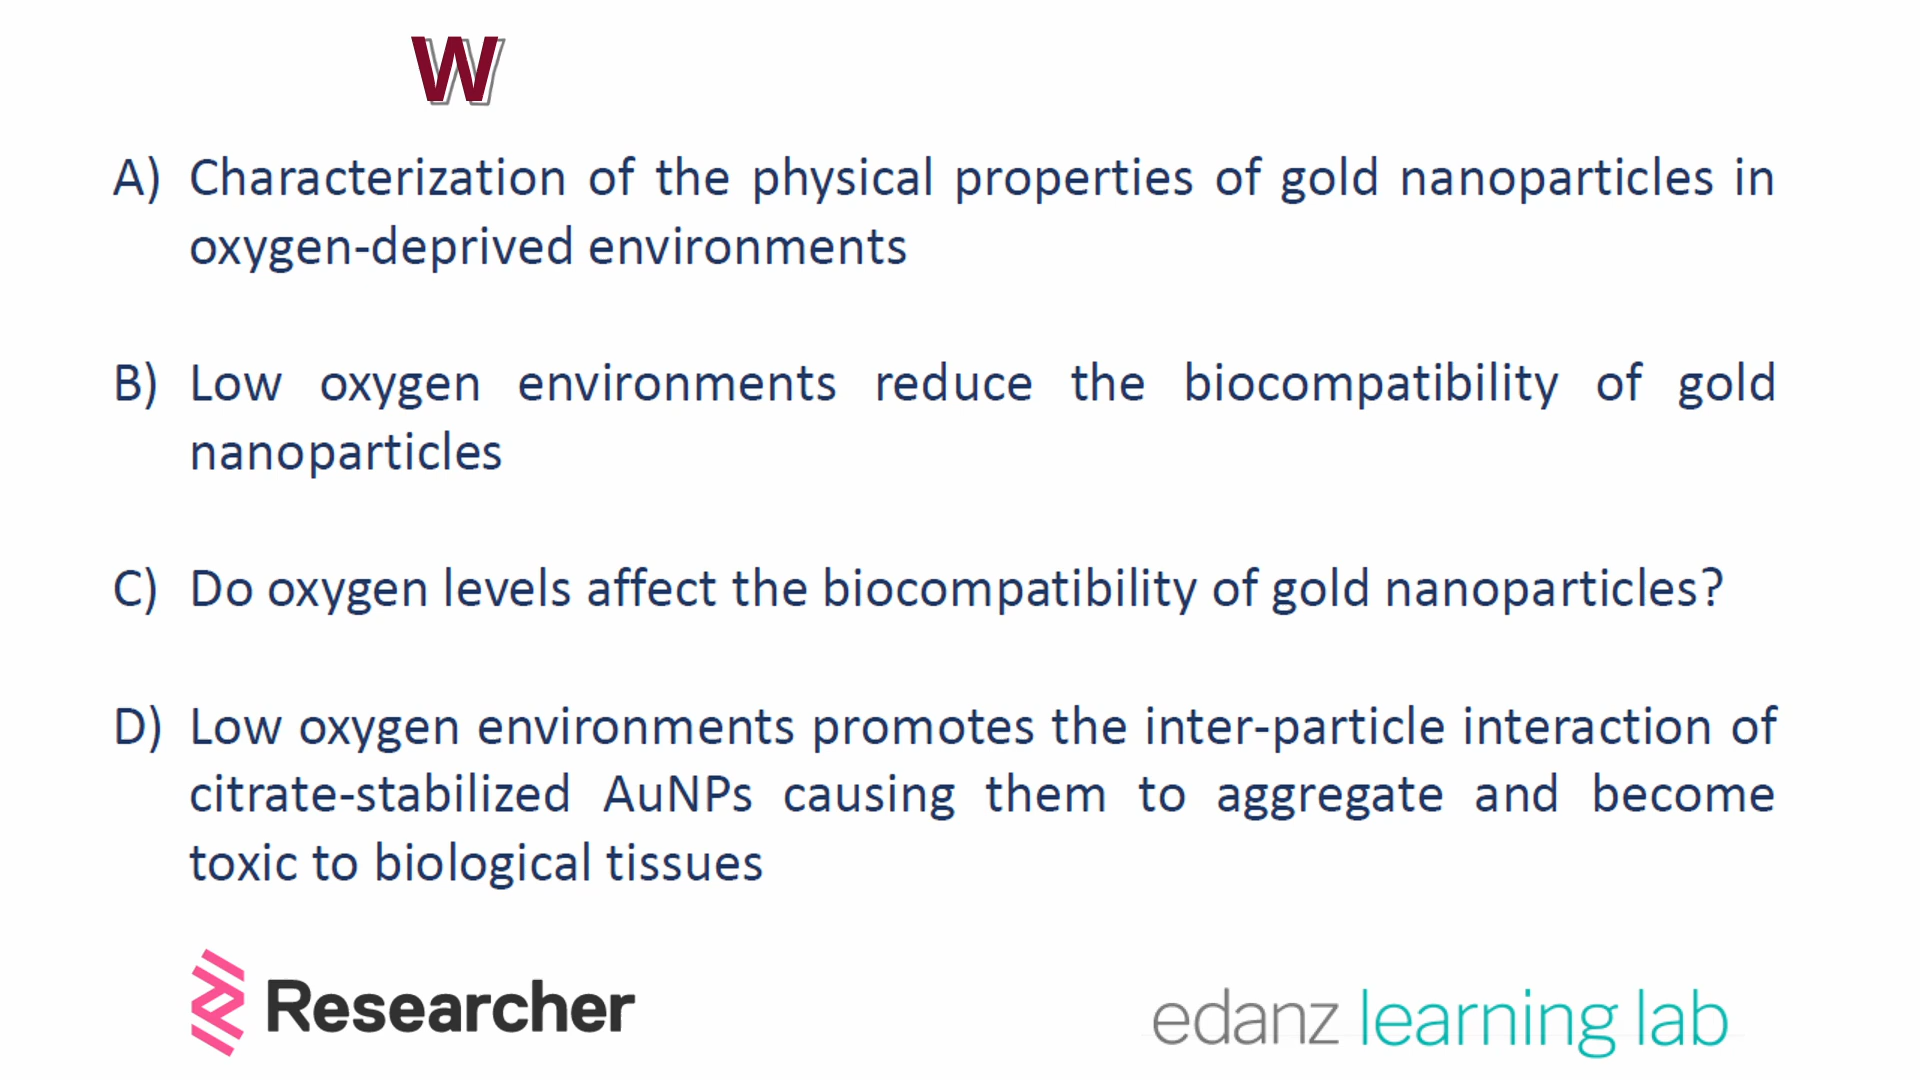 W
A) Characterization of the physical properties of gold nanoparticles in
oxygen-deprived environments
B) Low oxygen environments reduce the biocompatibility of gold
nanoparticles
C) Do oxygen levels affect the biocompatibility of gold nanoparticles?
D) Low oxygen environments promotes the inter-particle interaction of
citrate-stabilized AuNPs causing them to aggregate and become
toxic to biological tissues
Researcher
edanz learning lab